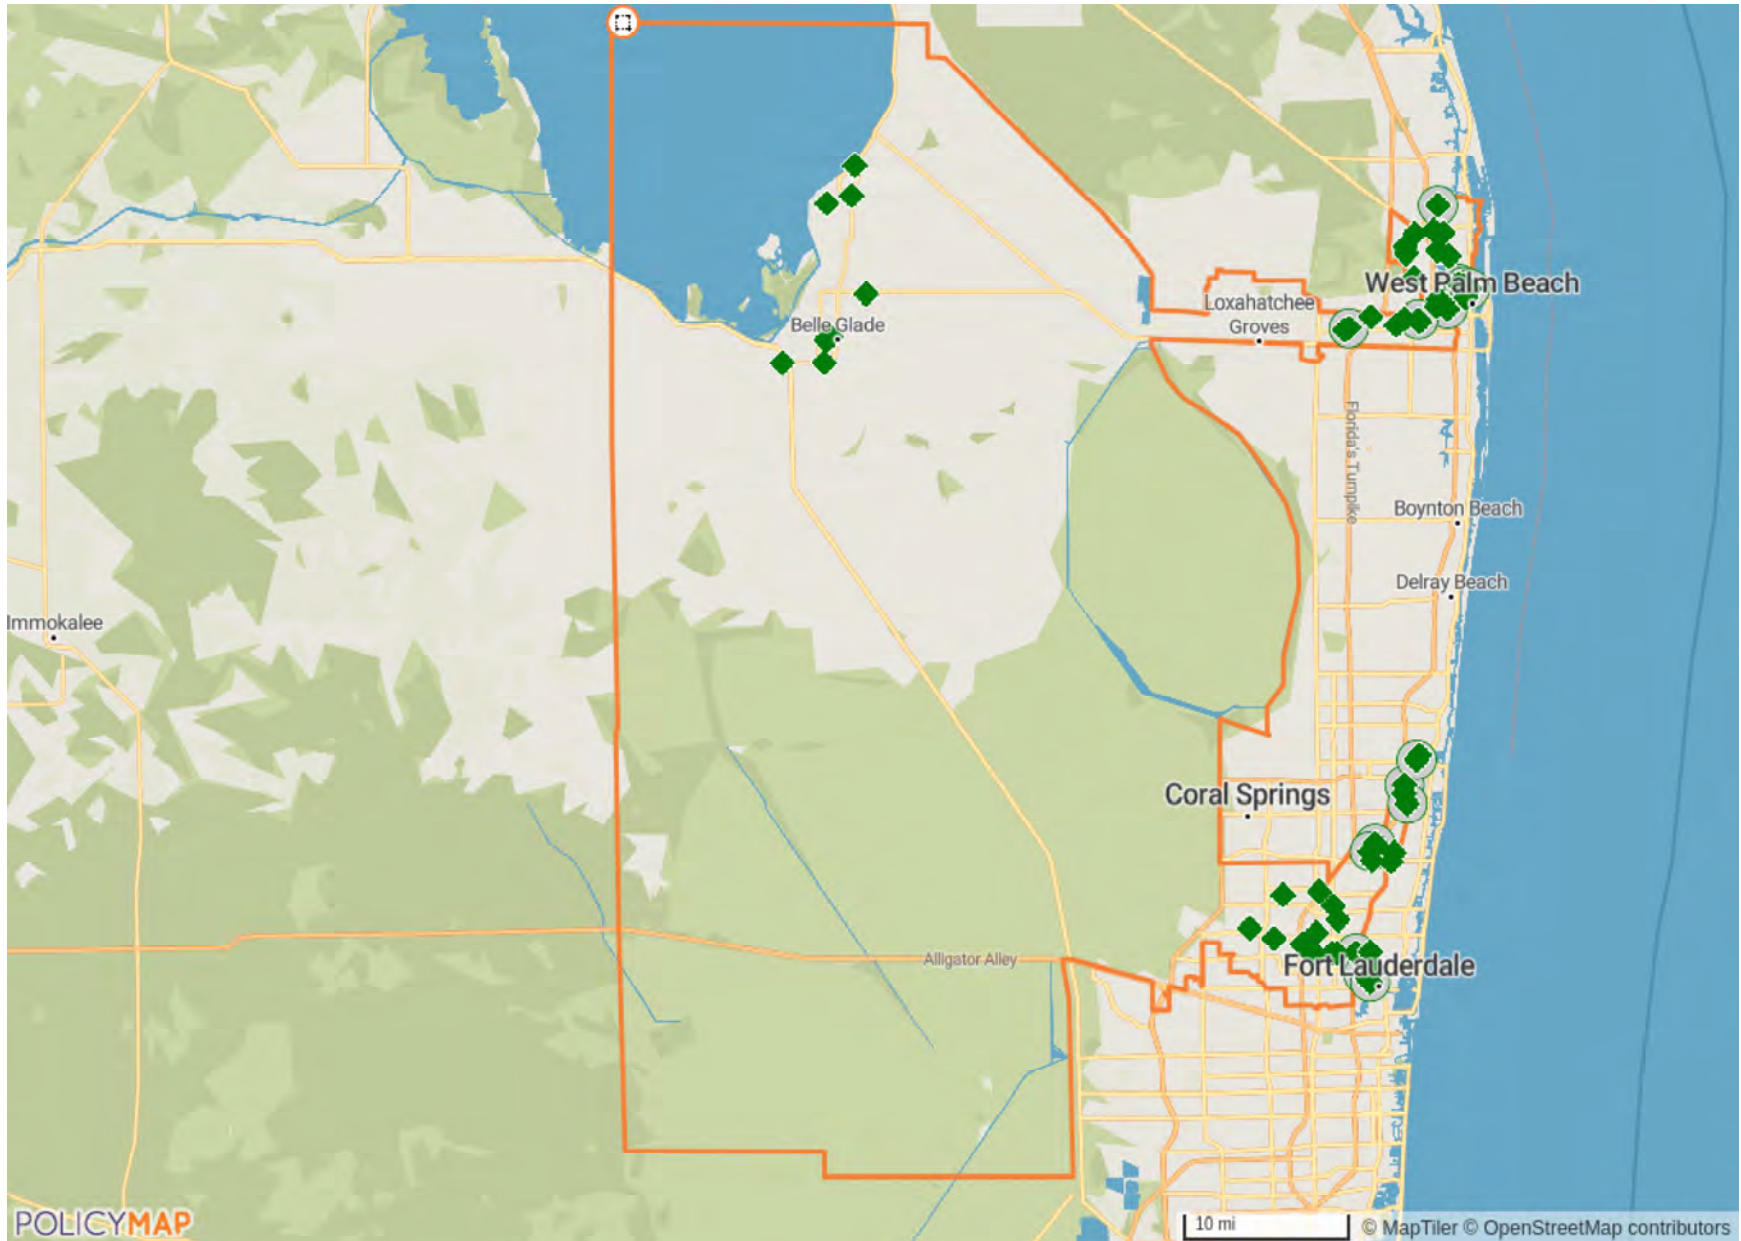 West Palm Beach
Loxahatchee
Groves
Belle Glade
Florida's Turnpike
Boynton Beach
Delray Beach
Immokalee
Coral Springs
Alligator Alley
Fort Lauderdale
POLICYMAP
10 mi
© MapTiler © OpenStreetMap contributors